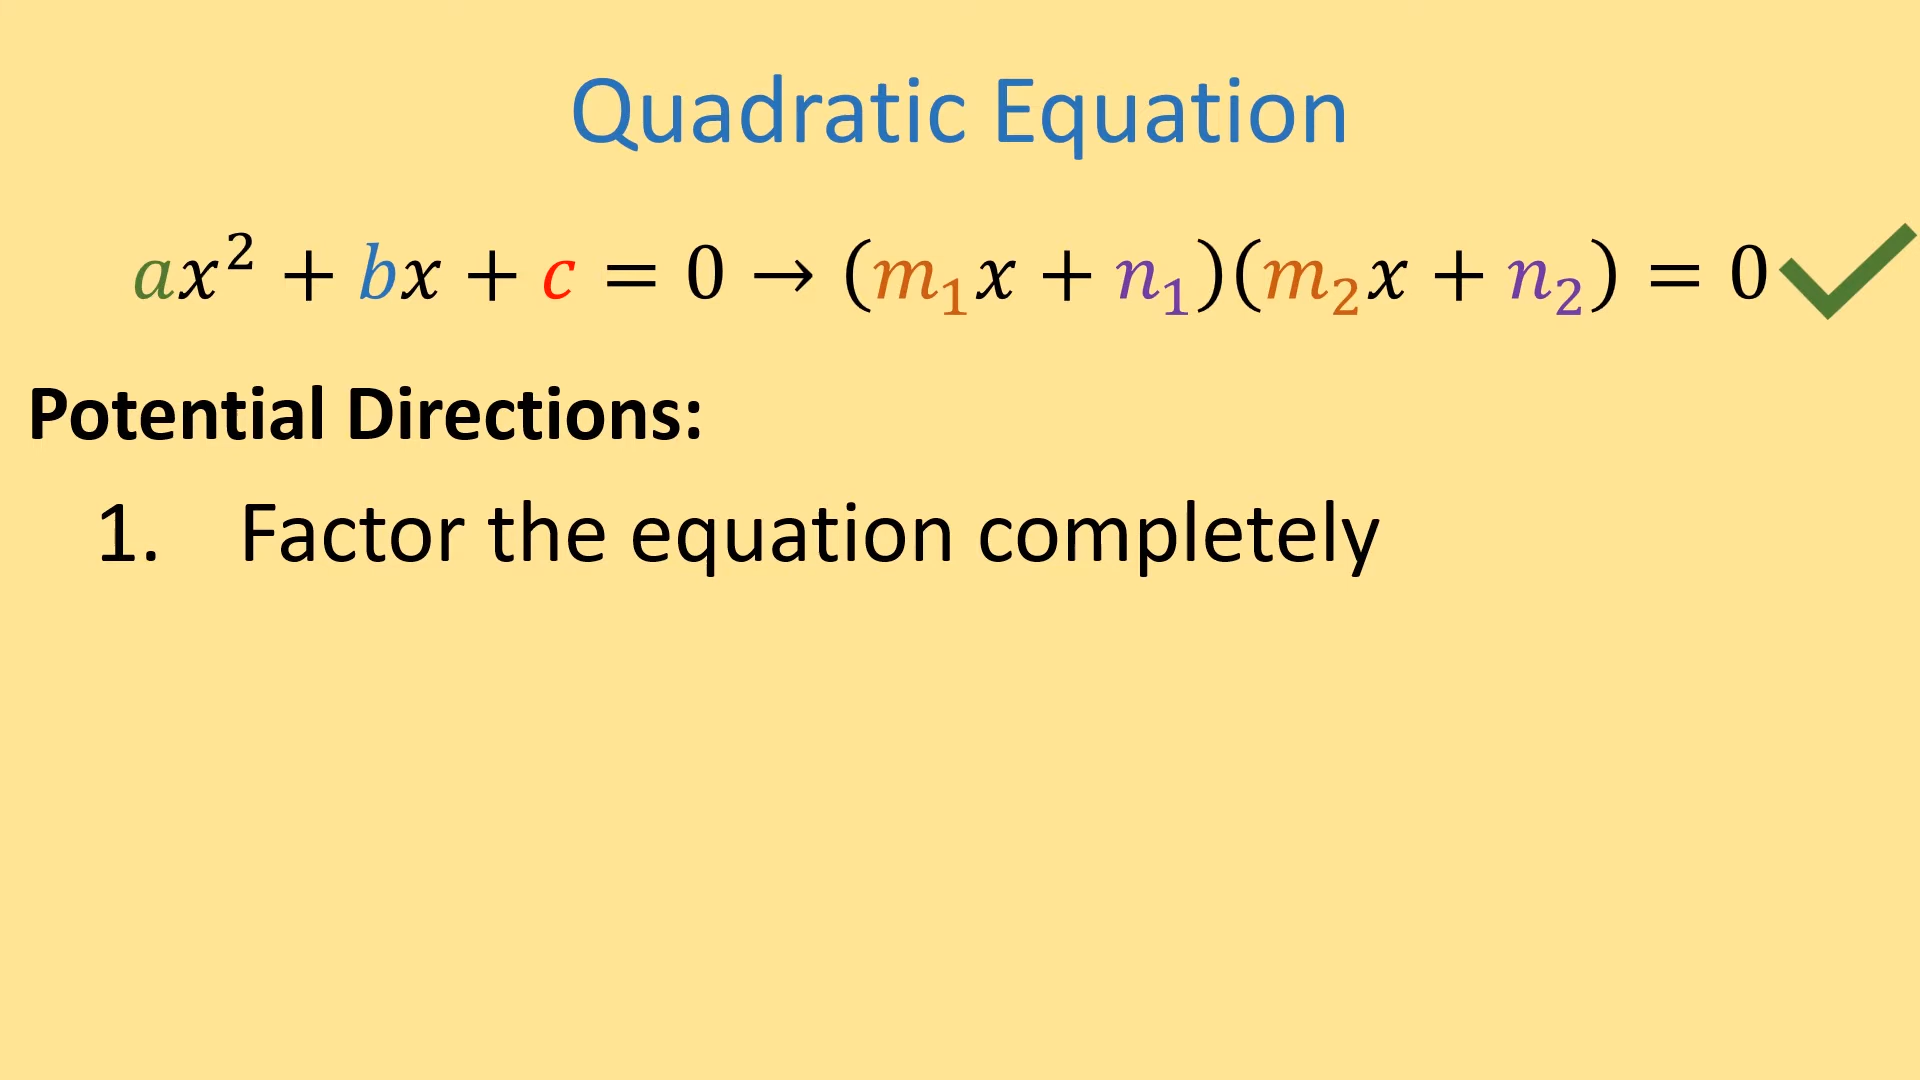 Quadratic Equation
ax² + bx + c = 0 → (m₁x + n₁)(m₂x + n₂) = 0
Potential Directions:
1. Factor the equation completely